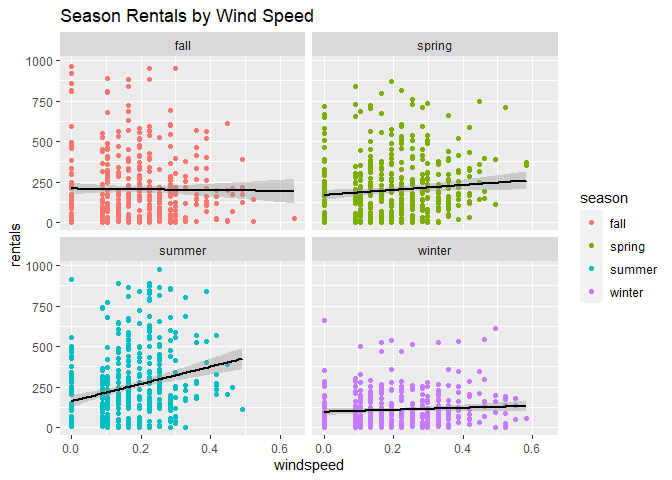 Season Rentals by Wind Speed
fall
spring
1000
750
500
250
0
summer
winter
1000
750
500
250
0
rentals
0.0
0.2
0.4
0.6
0.0
0.2
0.4
0.6
windspeed
season
fall
spring
summer
winter